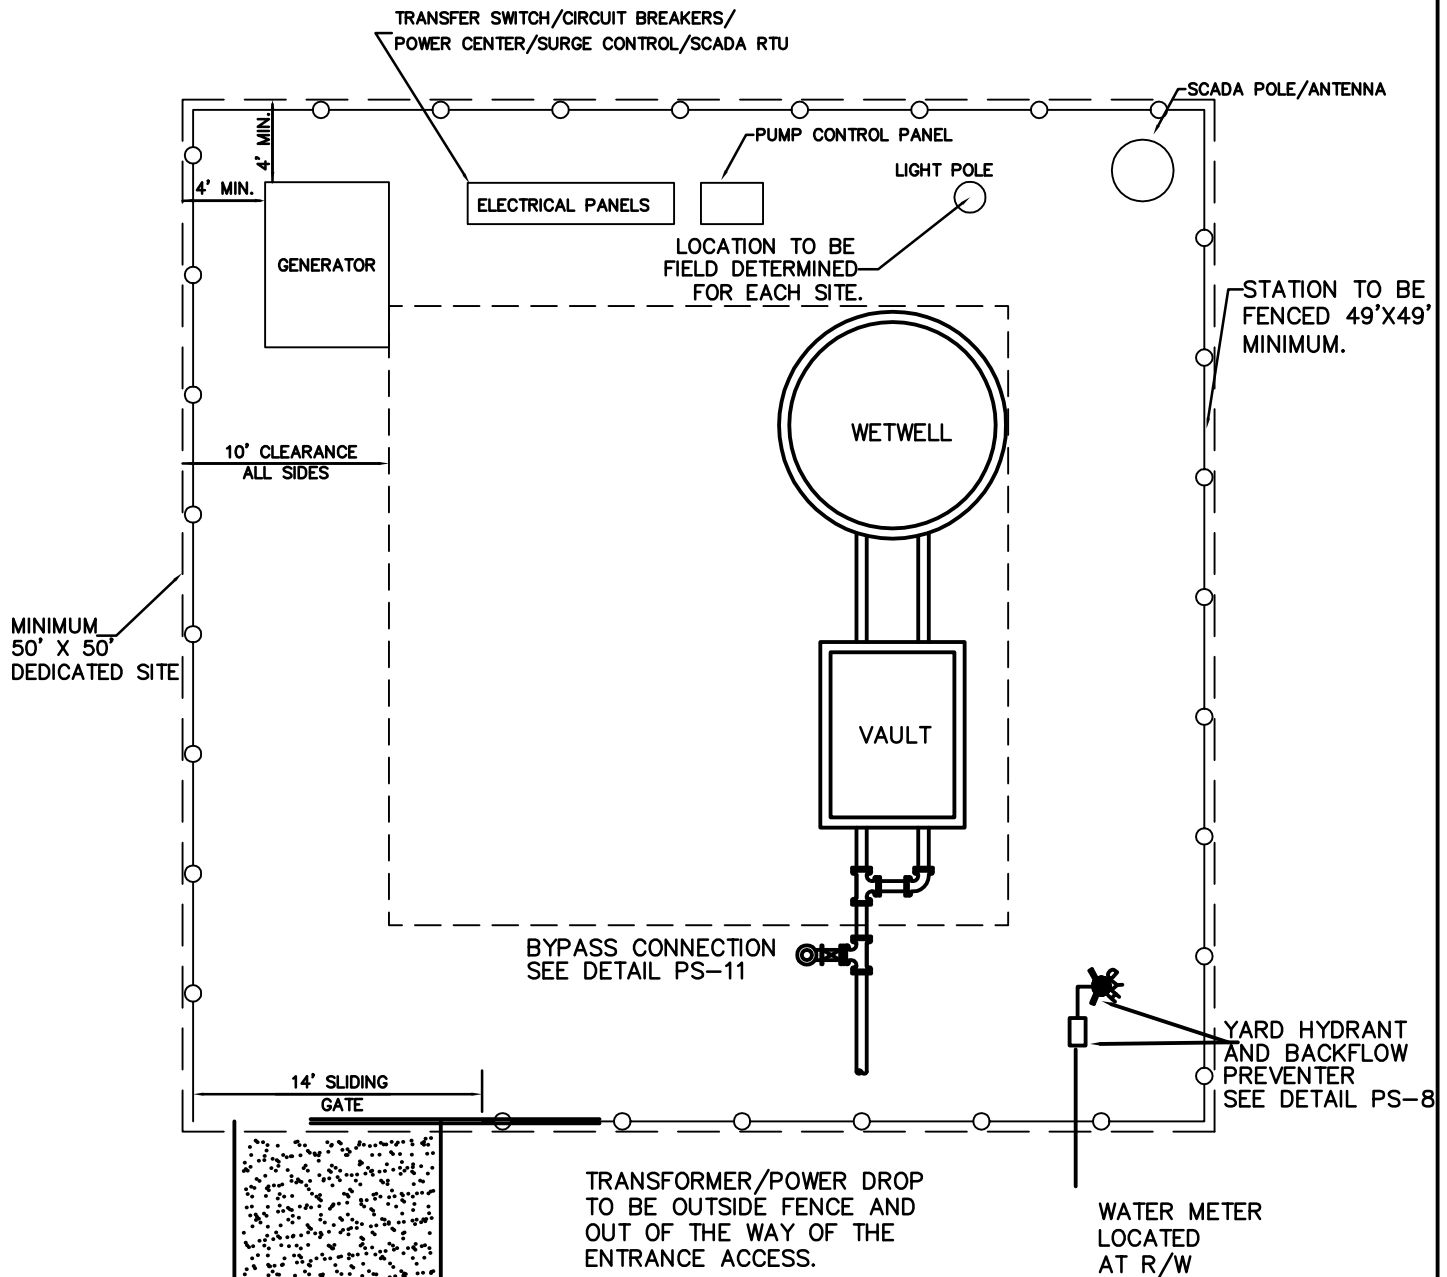 TRANSFER SWITCH/CIRCUIT BREAKERS/
POWER CENTER/SURGE CONTROL/SCADA RTU
SCADA POLE/ANTENNA
4' MIN.
PUMP CONTROL PANEL
LIGHT POLE
4' MIN.
ELECTRICAL PANELS
LOCATION TO BE
FIELD DETERMINED
FOR EACH SITE.
GENERATOR
STATION TO BE
FENCED 49'X49'
MINIMUM.
WETWELL
10' CLEARANCE
ALL SIDES
MINIMUM
50' X 50'
DEDICATED SITE
VAULT
BYPASS CONNECTION
SEE DETAIL PS-11
YARD HYDRANT
AND BACKFLOW
PREVENTER
SEE DETAIL PS-8
14' SLIDING
GATE
TRANSFORMER/POWER DROP
TO BE OUTSIDE FENCE AND
OUT OF THE WAY OF THE
ENTRANCE ACCESS.
WATER METER
LOCATED
AT R/W